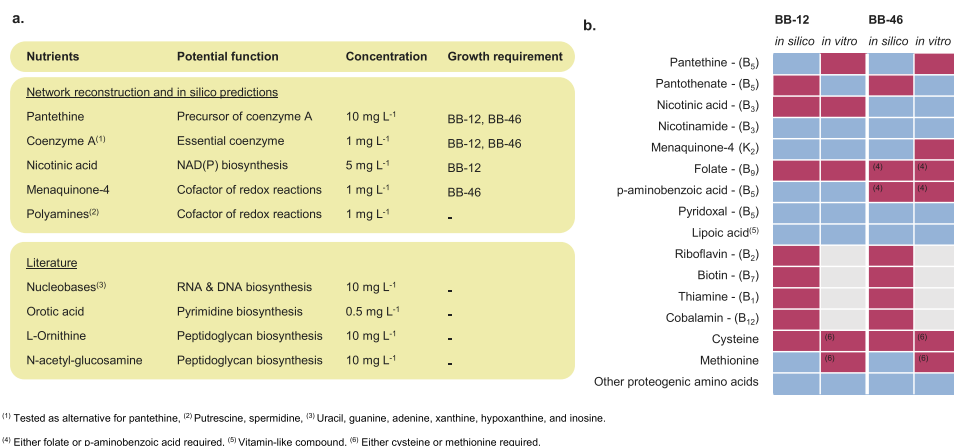 a.
Nutrients Potential function Concentration Growth requirement
Network reconstruction and in silico predictions
Pantethine Precursor of coenzyme A 10 mg L⁻¹ BB-12, BB-46
Coenzyme A⁽¹⁾ Essential coenzyme 1 mg L⁻¹ BB-12, BB-46
Nicotinic acid NAD(P) biosynthesis 5 mg L⁻¹ BB-12
Menaquinone-4 Cofactor of redox reactions 1 mg L⁻¹ BB-46
Polyamines⁽²⁾ Cofactor of redox reactions 1 mg L⁻¹ -
Literature
Nucleobases⁽³⁾ RNA & DNA biosynthesis 10 mg L⁻¹ -
Orotic acid Pyrimidine biosynthesis 0.5 mg L⁻¹ -
L-Ornithine Peptidoglycan biosynthesis 10 mg L⁻¹ -
N-acetyl-glucosamine Peptidoglycan biosynthesis 10 mg L⁻¹ -
b.
BB-12 BB-46
in silico in vitro in silico in vitro
Pantethine - (B₅)
Pantothenate - (B₅)
Nicotinic acid - (B₃)
Nicotinamide - (B₃)
Menaquinone-4 (K₂)
Folate - (B₉) (4) (4)
p-aminobenzoic acid - (B₅) (4) (4)
Pyridoxal - (B₅)
Lipoic acid⁽⁵⁾
Riboflavin - (B₂)
Biotin - (B₇)
Thiamine - (B₁)
Cobalamin - (B₁₂)
Cysteine (6) (6)
Methionine (6) (6)
Other proteogenic amino acids
⁽¹⁾ Tested as alternative for pantethine, ⁽²⁾ Putrescine, spermidine, ⁽³⁾ Uracil, guanine, adenine, xanthine, hypoxanthine, and inosine.
⁽⁴⁾ Either folate or p-aminobenzoic acid required. ⁽⁵⁾ Vitamin-like compound. ⁽⁶⁾ Either cysteine or methionine required.